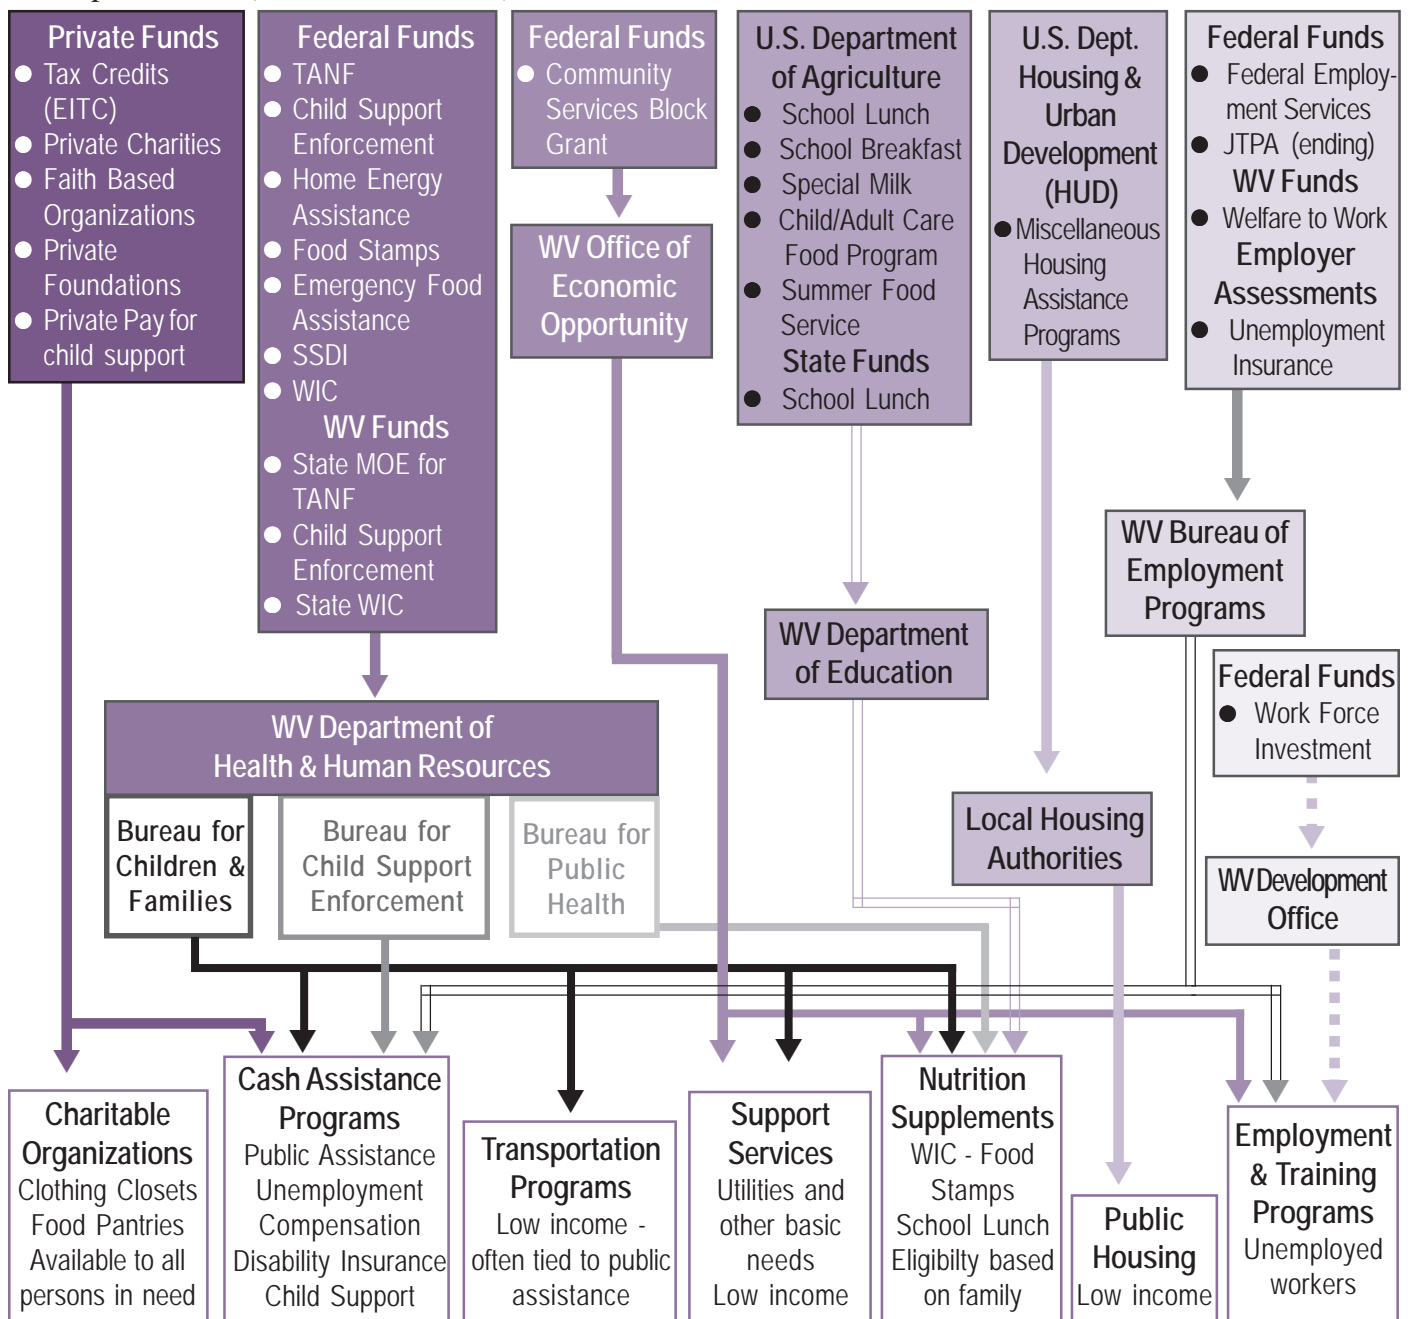 Private Funds
Tax Credits
(EITC)
Private Charities
Faith Based
Organizations
Private
Foundations
Private Pay for
child support
Federal Funds
TANF
Child Support
Enforcement
Home Energy
Assistance
Food Stamps
Emergency Food
Assistance
SSDI
WIC
WV Funds
State MOE for
TANF
Child Support
Enforcement
State WIC
Federal Funds
Community
Services Block
Grant
WV Office of
Economic
Opportunity
U.S. Department
of Agriculture
School Lunch
School Breakfast
Special Milk
Child/Adult Care
Food Program
Summer Food
Service
State Funds
School Lunch
U.S. Dept.
Housing &
Urban
Development
(HUD)
Miscellaneous
Housing
Assistance
Programs
Federal Funds
Federal Employ-
ment Services
JTPA (ending)
WV Funds
Welfare to Work
Employer
Assessments
Unemployment
Insurance
WV Bureau of
Employment
Programs
WV Department
of Education
Federal Funds
Work Force
Investment
WV Department of
Health & Human Resources
Bureau for
Children &
Families
Bureau for
Child Support
Enforcement
Bureau for
Public
Health
Local Housing
Authorities
WV Development
Office
Charitable
Organizations
Clothing Closets
Food Pantries
Available to all
persons in need
Cash Assistance
Programs
Public Assistance
Unemployment
Compensation
Disability Insurance
Child Support
Transportation
Programs
Low income -
often tied to public
assistance
Support
Services
Utilities and
other basic
needs
Low income
Nutrition
Supplements
WIC - Food
Stamps
School Lunch
Eligibilty based
on family
Public
Housing
Low income
Employment
& Training
Programs
Unemployed
workers